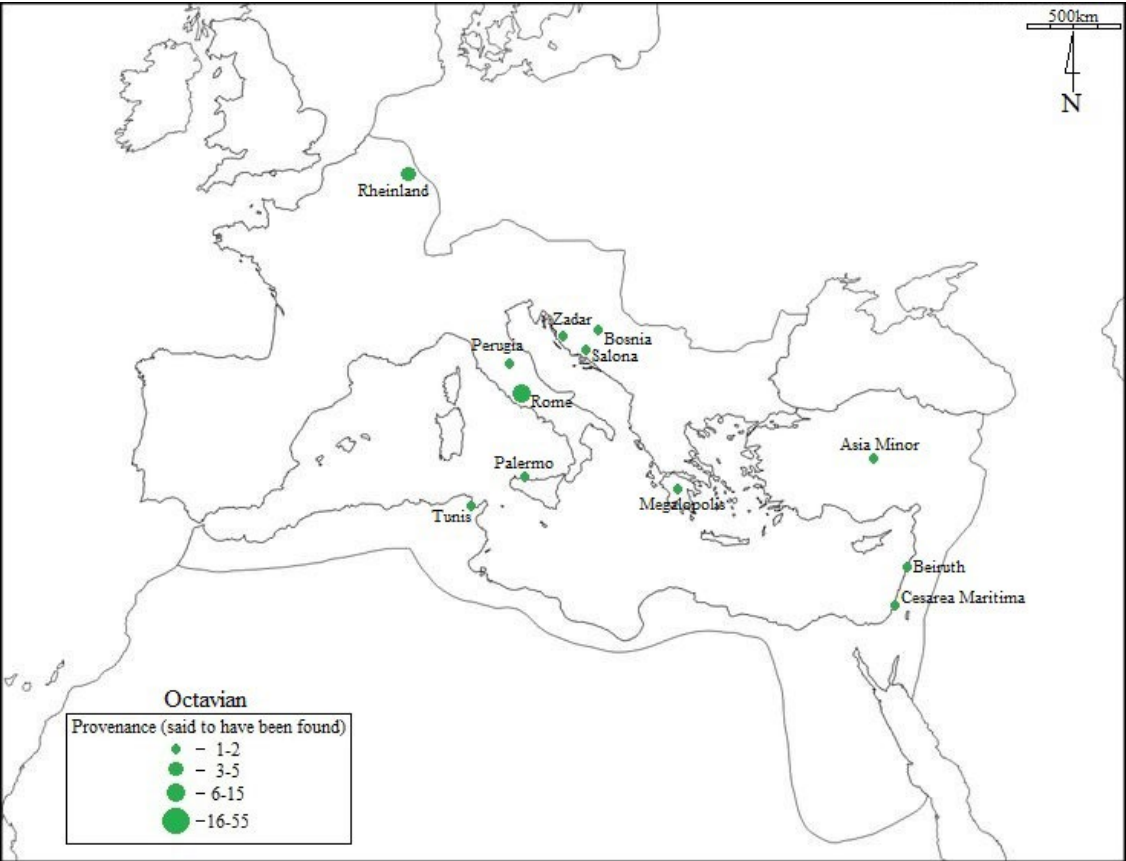 500km
N
Rheinland
Zadar
Bosnia
Salona
Perugia
Rome
Asia Minor
Palermo
Megalopolis
Tunis
Beiruth
Cesarea Maritima
Octavian
Provenance (said to have been found)
- 1-2
- 3-5
- 6-15
-16-55